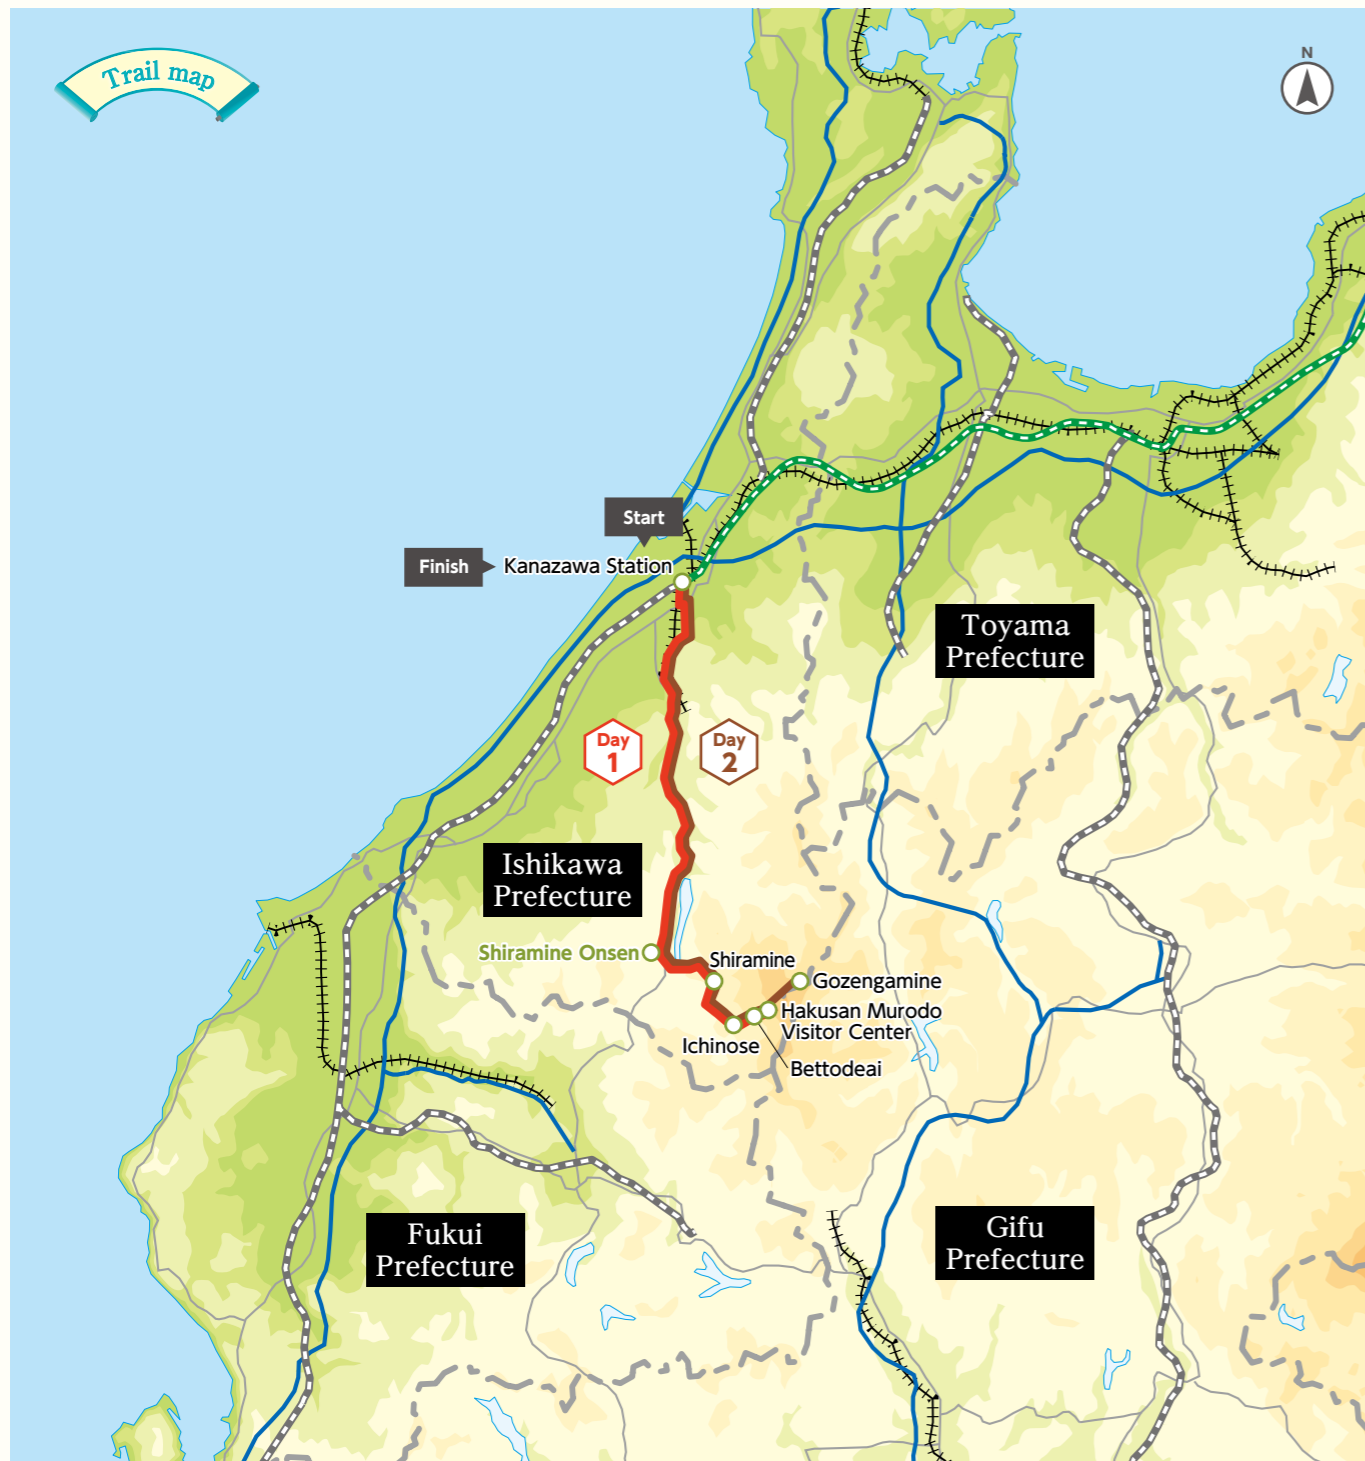 Trail map
N
Start
Finish
Kanazawa Station
Toyama
Prefecture
Day
1
Day
2
Ishikawa
Prefecture
Shiramine Onsen
Shiramine
Gozengamine
Hakusan Murodo
Visitor Center
Ichinose
Bettodeai
Fukui
Prefecture
Gifu
Prefecture